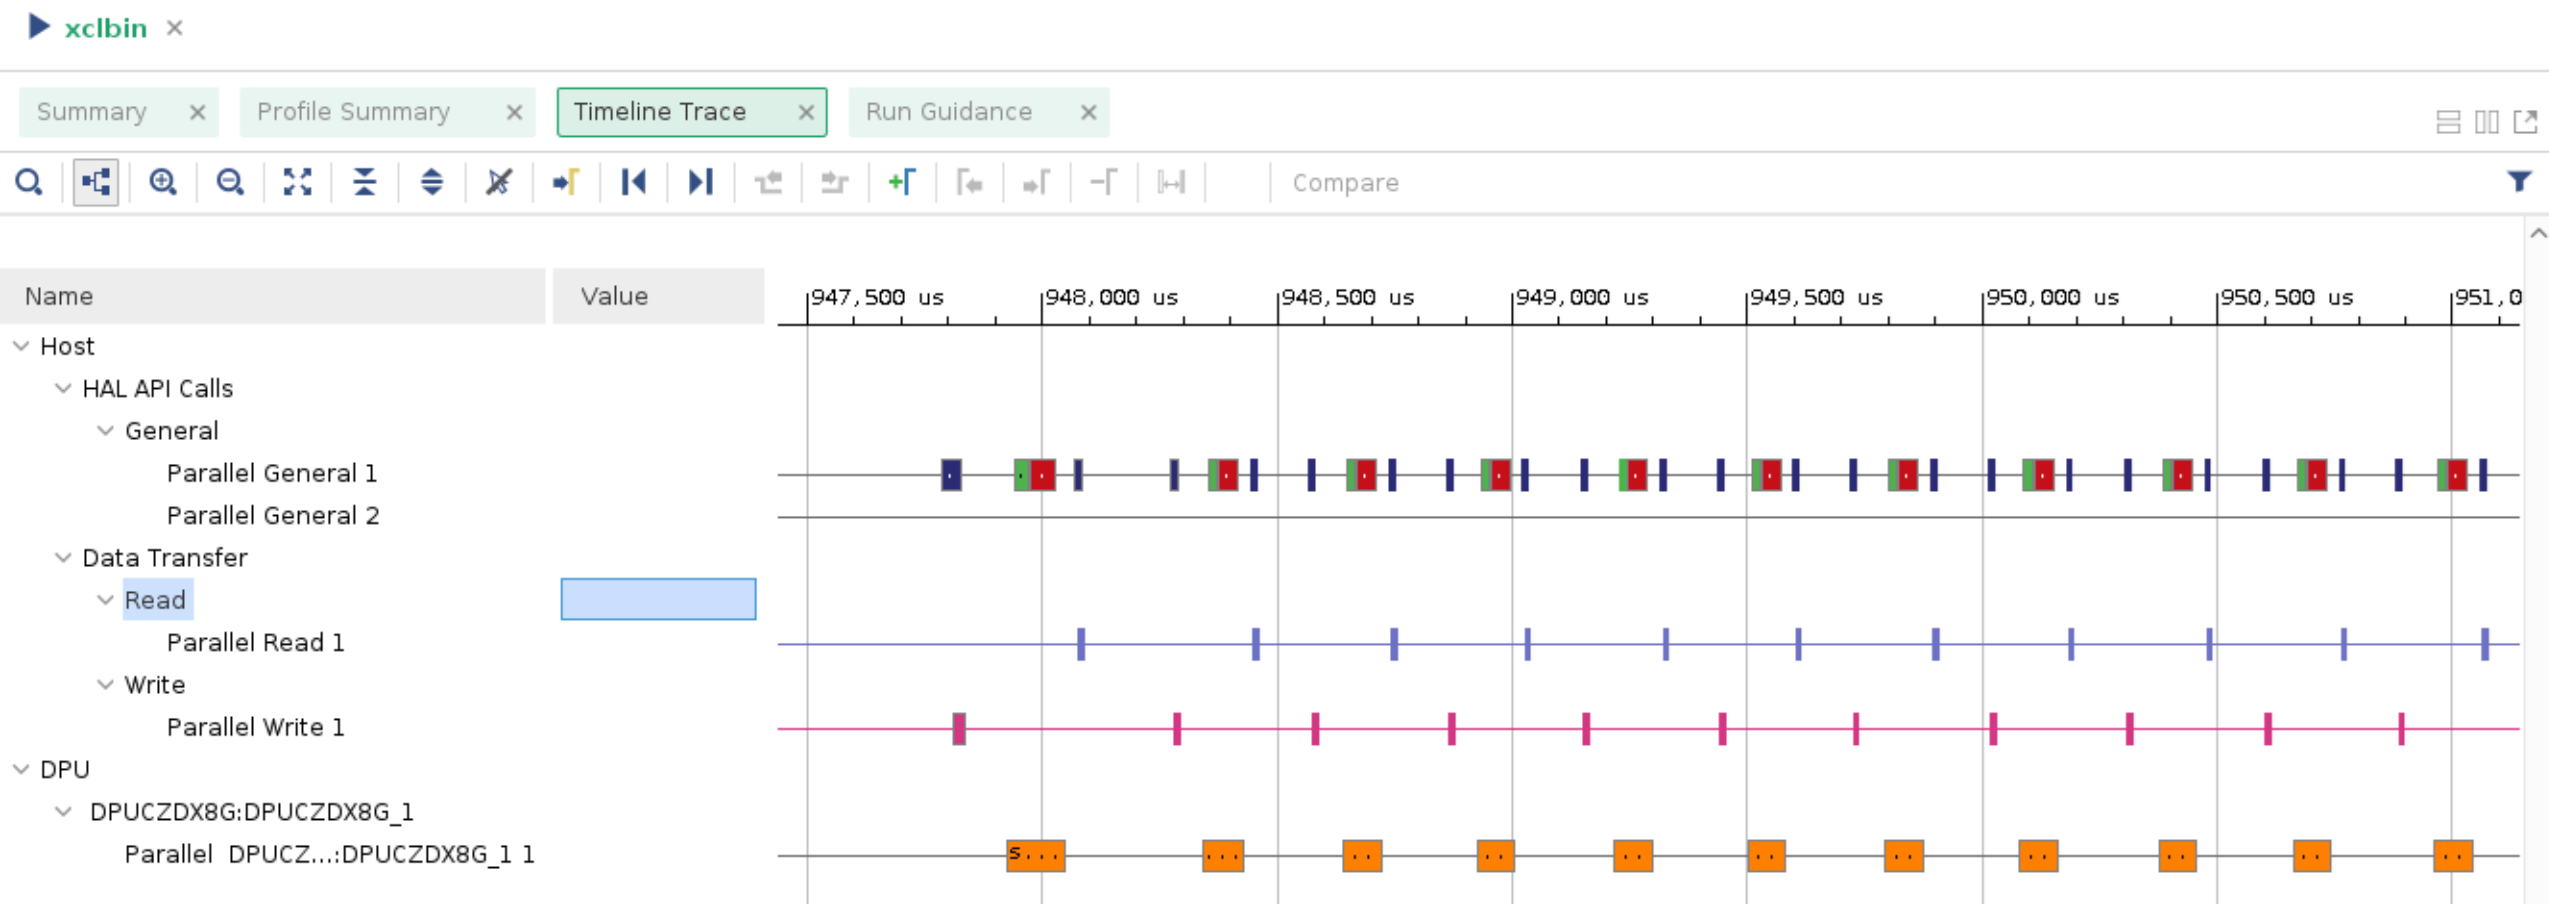 xclbin
Summary Profile Summary Timeline Trace Run Guidance
Compare
Name Value 947,500 us 948,000 us 948,500 us 949,000 us 949,500 us 950,000 us 950,500 us 951,0
Host
HAL API Calls
General
Parallel General 1
Parallel General 2
Data Transfer
Read
Parallel Read 1
Write
Parallel Write 1
DPU
DPUCZDX8G:DPUCZDX8G_1
Parallel DPUCZ...:DPUCZDX8G_1 1 s... ... .. .. .. .. .. .. .. .. ..